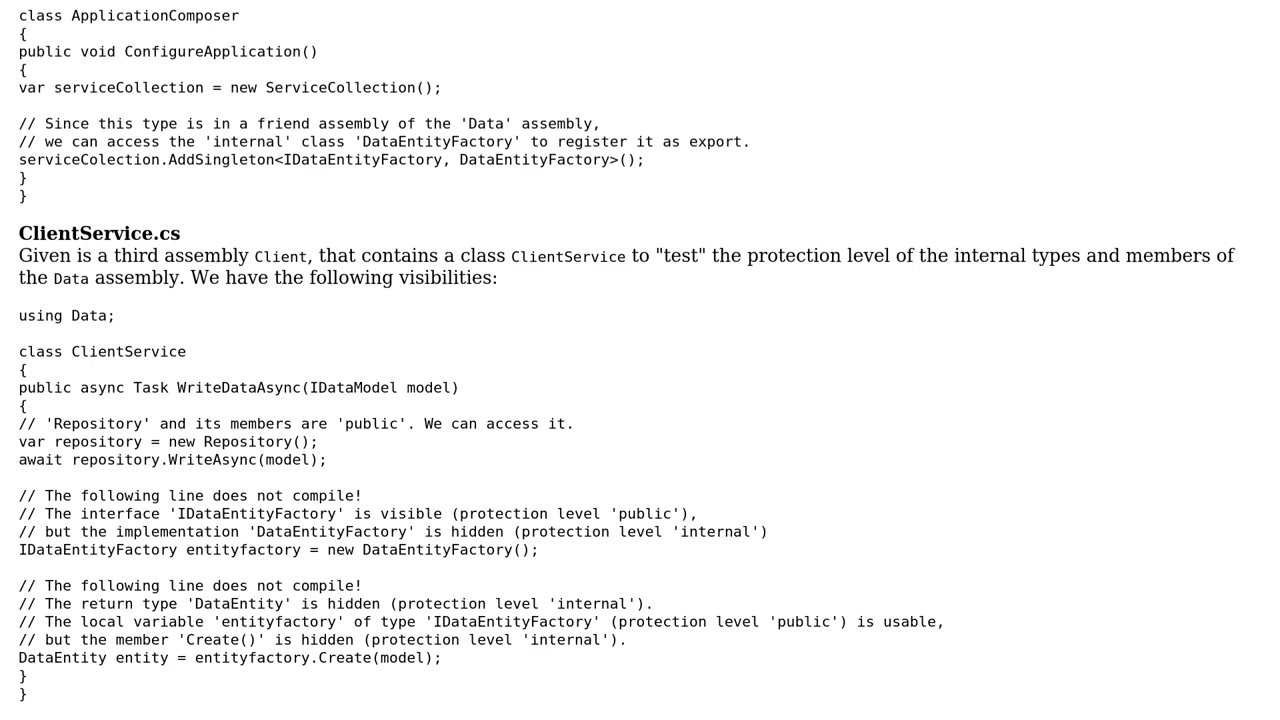 class ApplicationComposer
{
public void ConfigureApplication()
{
var serviceCollection = new ServiceCollection();
// Since this type is in a friend assembly of the 'Data' assembly,
// we can access the 'internal' class 'DataEntityFactory' to register it as export.
serviceColection.AddSingleton<IDataEntityFactory, DataEntityFactory>();
}
}
ClientService.cs
Given is a third assembly Client, that contains a class ClientService to "test" the protection level of the internal types and members of
the Data assembly. We have the following visibilities:
using Data;
class ClientService
{
public async Task WriteDataAsync(IDataModel model)
{
// 'Repository' and its members are 'public'. We can access it.
var repository = new Repository();
await repository.WriteAsync(model);
// The following line does not compile!
// The interface 'IDataEntityFactory' is visible (protection level 'public'),
// but the implementation 'DataEntityFactory' is hidden (protection level 'internal')
IDataEntityFactory entityfactory = new DataEntityFactory();
// The following line does not compile!
// The return type 'DataEntity' is hidden (protection level 'internal').
// The local variable 'entityfactory' of type 'IDataEntityFactory' (protection level 'public') is usable,
// but the member 'Create()' is hidden (protection level 'internal').
DataEntity entity = entityfactory.Create(model);
}
}